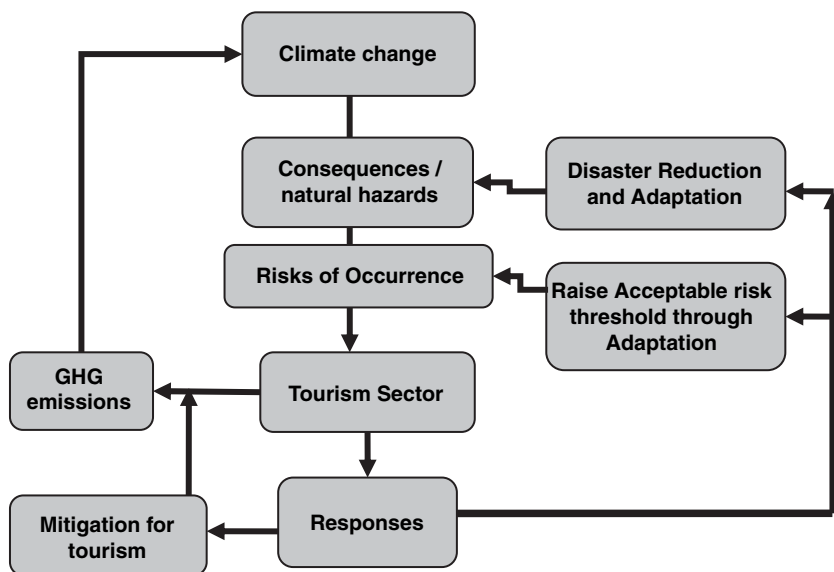 Climate change
Consequences /
natural hazards
Disaster Reduction
and Adaptation
Risks of Occurrence
Raise Acceptable risk
threshold through
Adaptation
GHG
emissions
Tourism Sector
Mitigation for
tourism
Responses